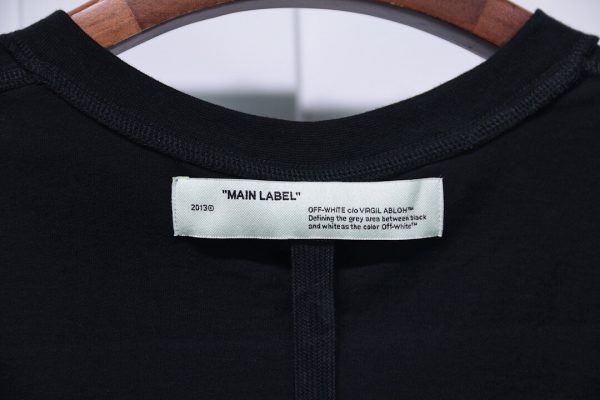 "MAIN LABEL"
2013©
OFF-WHITE c/o VIRGIL ABLOH™
Defining the grey area between black
and white as the color Off-White™